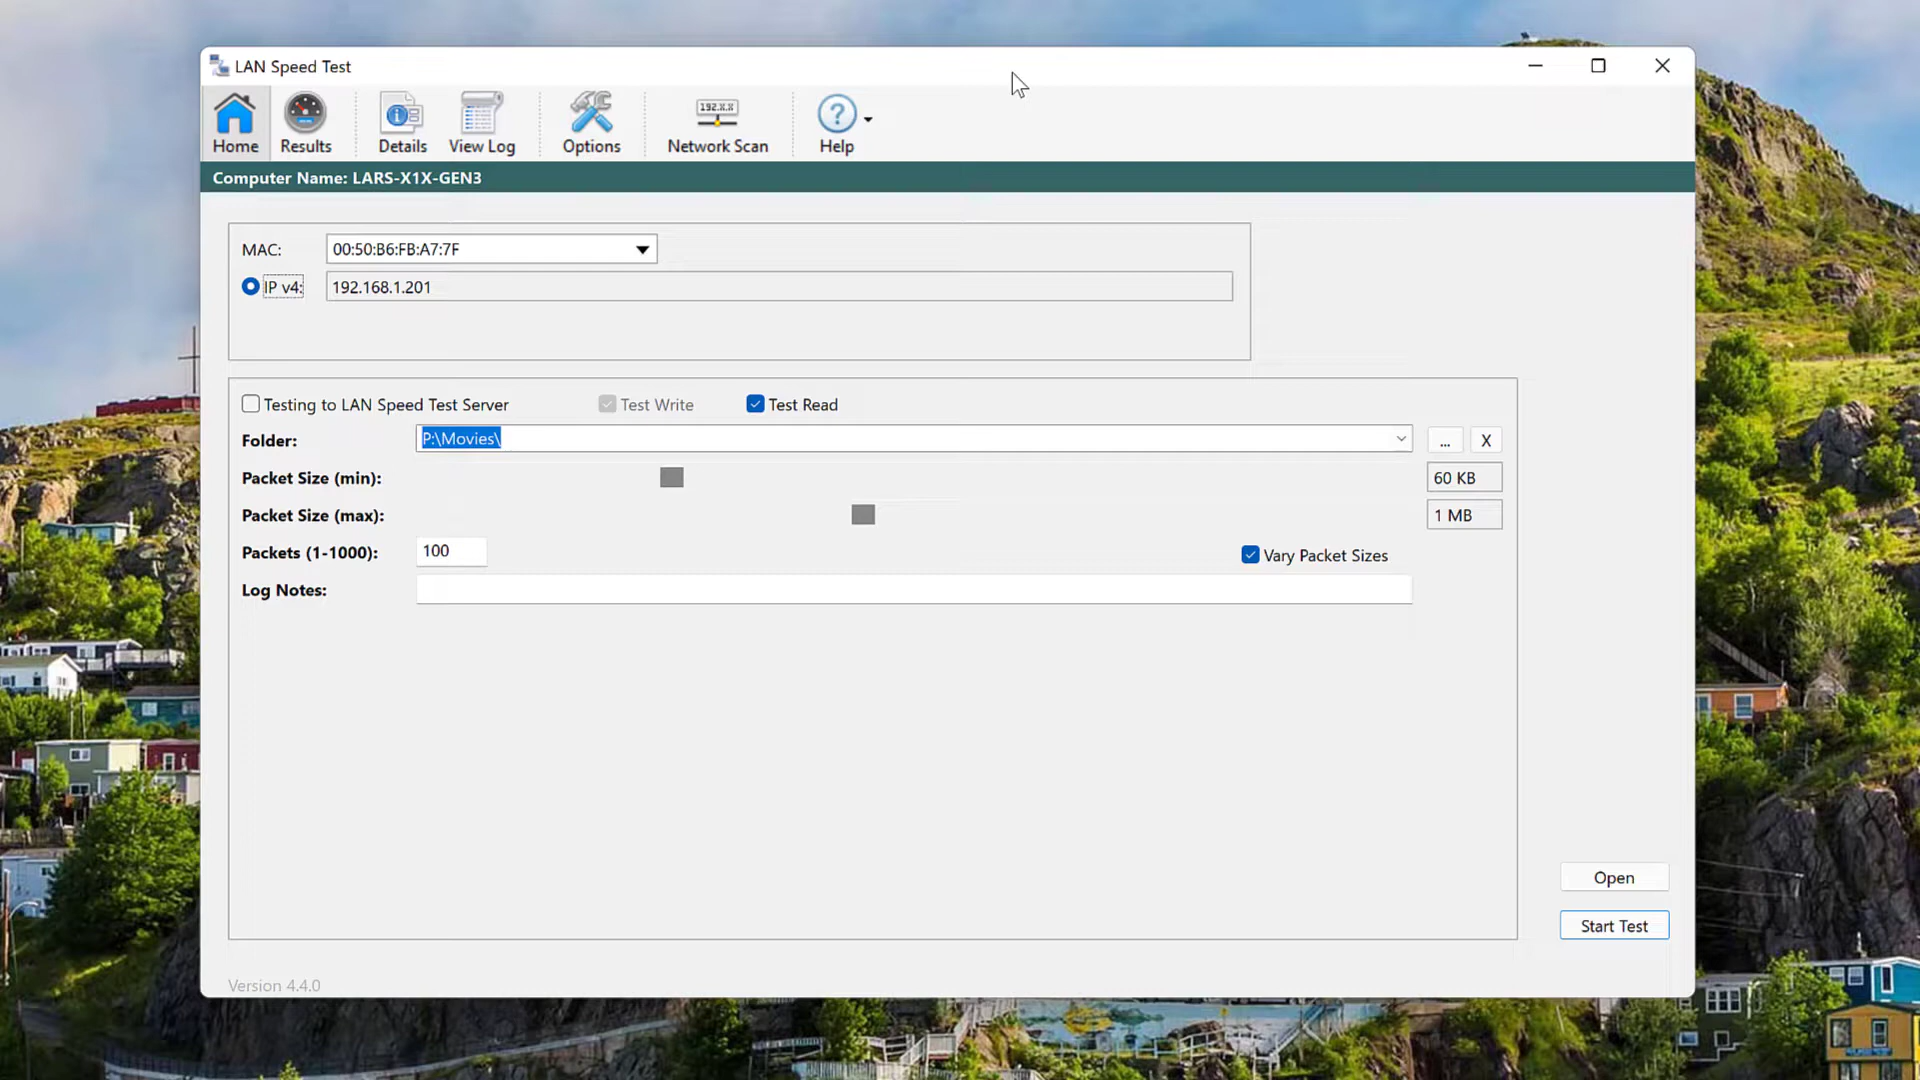 LAN Speed Test
Home Results Details View Log Options 192.X.X Network Scan ? Help
Computer Name: LARS-X1X-GEN3
MAC: 00:50:B6:FB:A7:7F
IP v4: 192.168.1.201
Testing to LAN Speed Test Server Test Write Test Read
Folder: P:\Movies\ ... X
Packet Size (min): 60 KB
Packet Size (max): 1 MB
Packets (1-1000): 100 Vary Packet Sizes
Log Notes:
Open
Start Test
Version 4.4.0